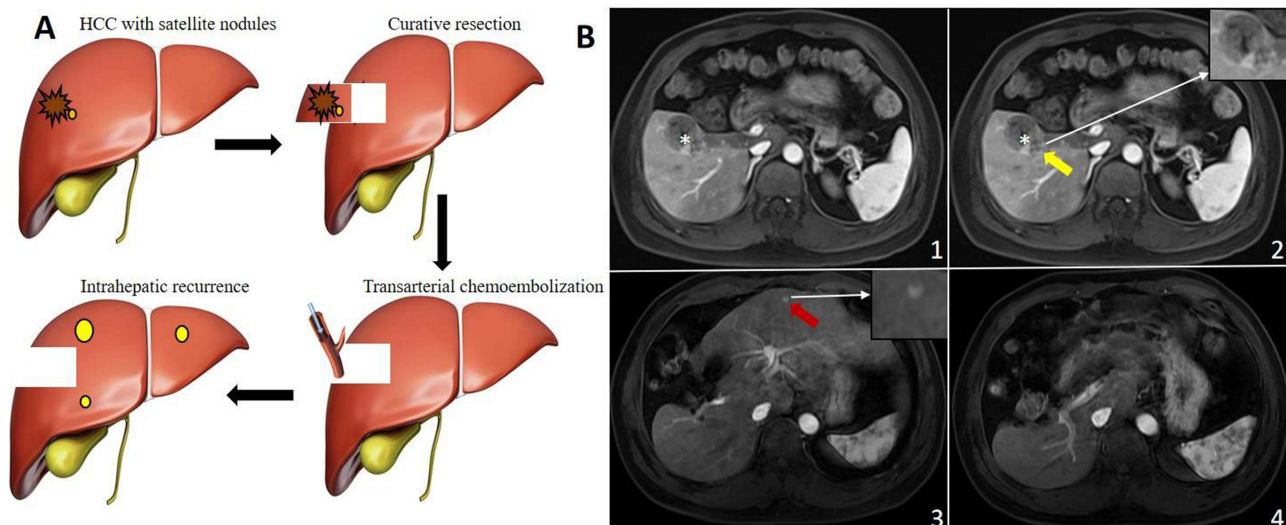 A
HCC with satellite nodules
Curative resection
Intrahepatic recurrence
Transarterial chemoembolization
B
*
1
*
2
3
4